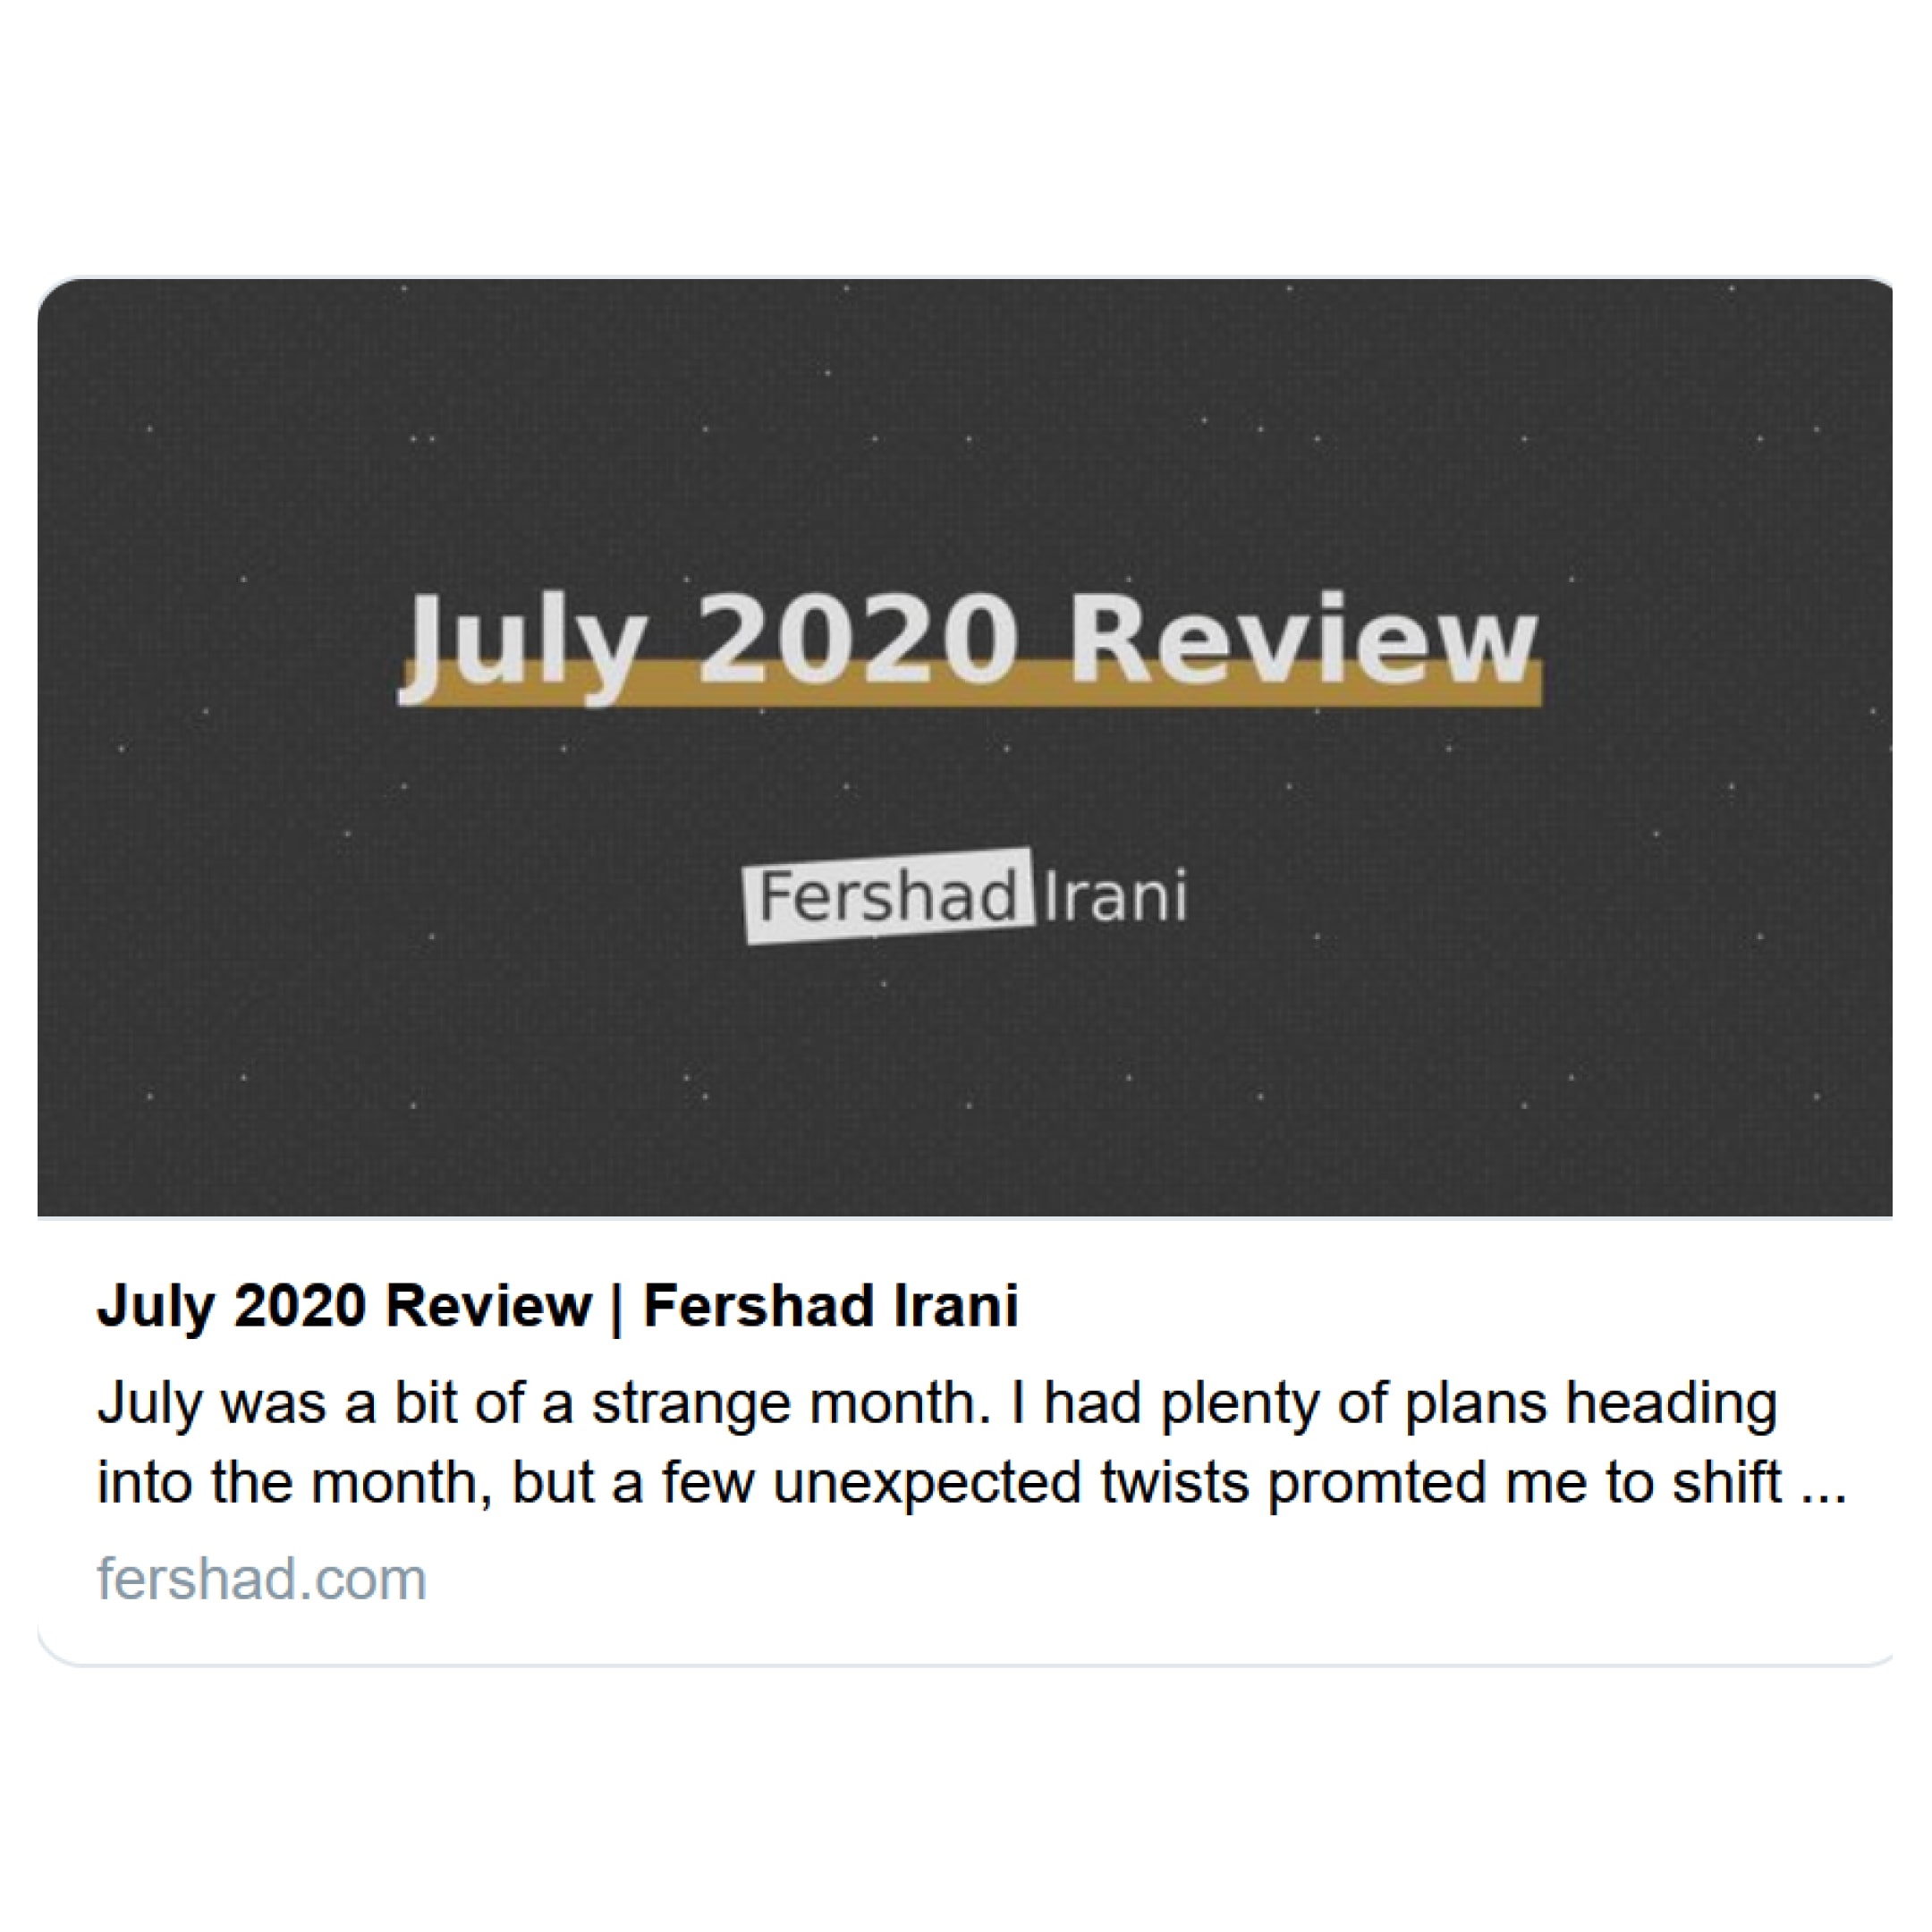 July 2020 Review
Fershad Irani
July 2020 Review | Fershad Irani
July was a bit of a strange month. I had plenty of plans heading
into the month, but a few unexpected twists promted me to shift ...
fershad.com